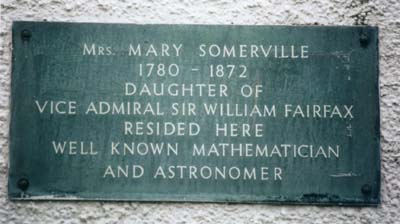 Mrs. MARY SOMERVILLE
1780 - 1872
DAUGHTER OF
VICE ADMIRAL SIR WILLIAM FAIRFAX
RESIDED HERE
WELL KNOWN MATHEMATICIAN
AND ASTRONOMER